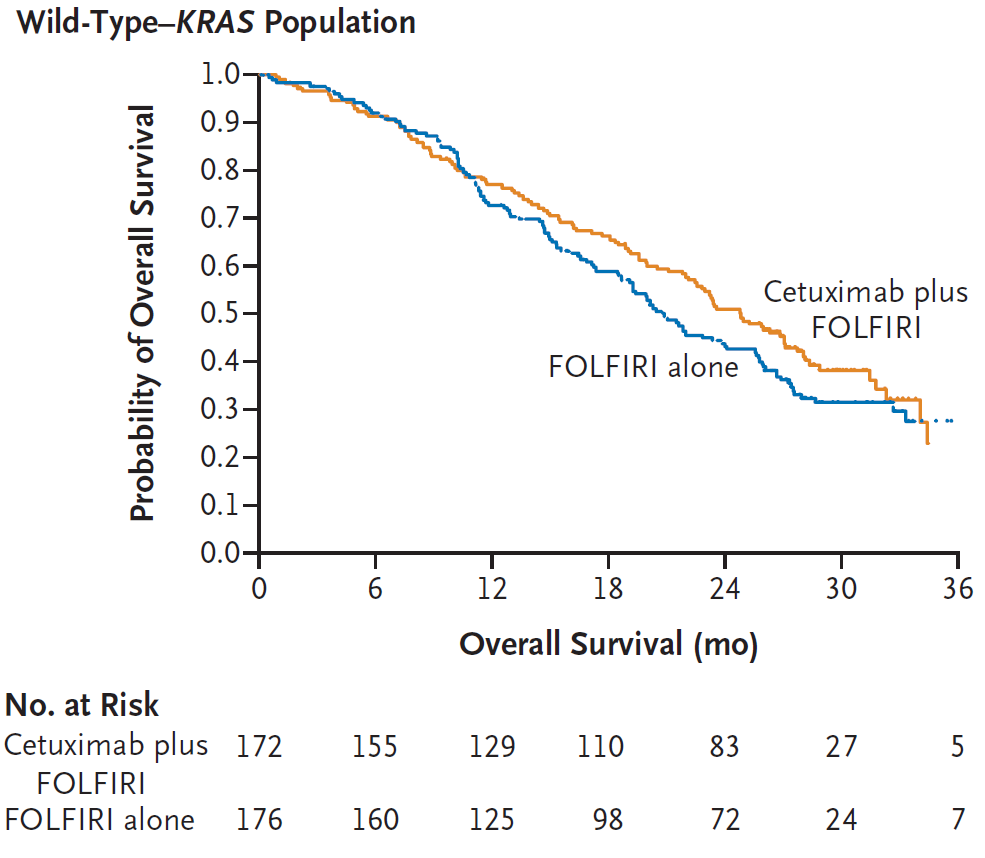 Wild-Type–KRAS Population
1.0
0.9
0.8
0.7
0.6
0.5
0.4
0.3
0.2
0.1
0.0
Probability of Overall Survival
Cetuximab plus
FOLFIRI
FOLFIRI alone
0 6 12 18 24 30 36
Overall Survival (mo)
No. at Risk
Cetuximab plus 172 155 129 110 83 27 5
FOLFIRI
FOLFIRI alone 176 160 125 98 72 24 7